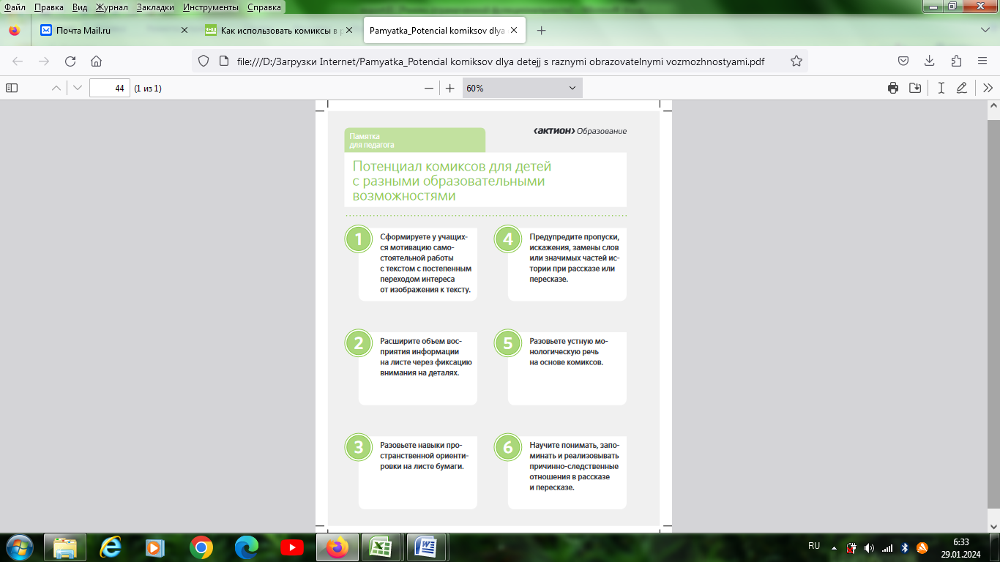 Файл Правка Вид Журнал Закладки Инструменты Справка
Почта Mail.ru
УНШ
Как использовать комиксы в р
Pamyatka_Potencial komiksov dlya
file:///D:/Загрузки Internet/Pamyatka_Potencial komiksov dlya detejj s raznymi obrazovatelnymi vozmozhnostyami.pdf
44 (1 из 1)
60%
Памятка
для педагога
‹АКТИОН› Образование
Потенциал комиксов для детей
с разными образовательными
возможностями
1
Сформируете у учащих-
ся мотивацию само-
стоятельной работы
с текстом с постепенным
переходом интереса
от изображения к тексту.
2
Расширите объем вос-
приятия информации
на листе через фиксацию
внимания на деталях.
3
Разовьете навыки про-
странственной ориенти-
ровки на листе бумаги.
4
Предупредите пропуски,
искажения, замены слов
или значимых частей ис-
тории при рассказе или
пересказе.
5
Разовьете устную мо-
нологическую речь
на основе комиксов.
6
Научите понимать, запо-
минать и реализовывать
причинно-следственные
отношения в рассказе
и пересказе.
RU
6:33
29.01.2024